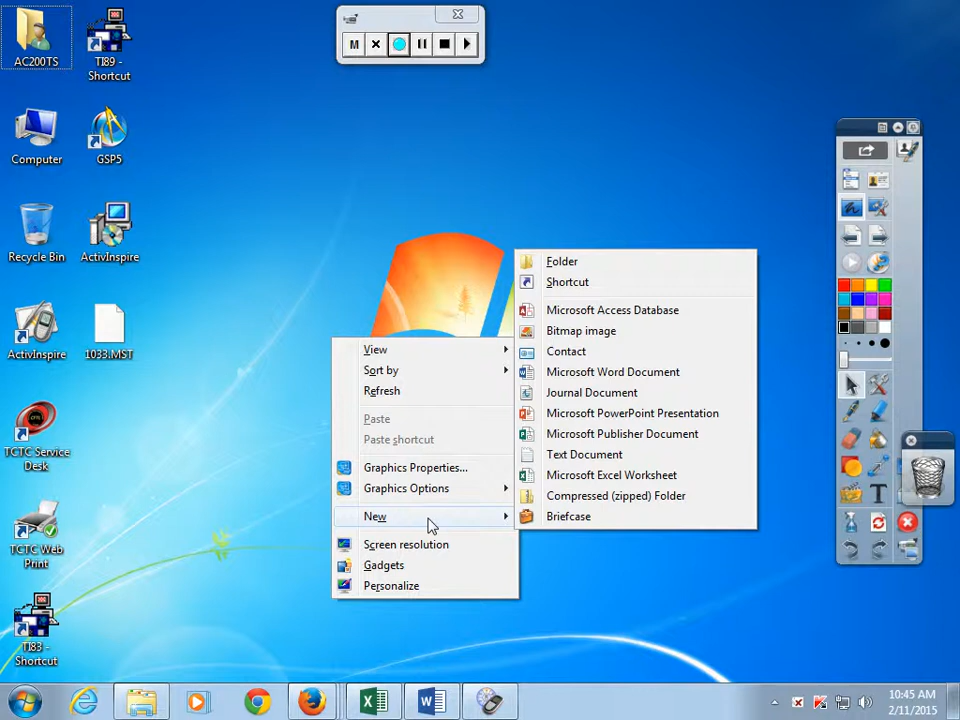 AC200TS
TI89 -
Shortcut
Computer
GSP5
Recycle Bin
ActivInspire
ActivInspire
1033.MST
TCTC Service
Desk
TCTC Web
Print
TI83 -
Shortcut
M
View
Sort by
Refresh
Paste
Paste shortcut
Graphics Properties...
Graphics Options
New
Screen resolution
Gadgets
Personalize
Folder
Shortcut
Microsoft Access Database
Bitmap image
Contact
Microsoft Word Document
Journal Document
Microsoft PowerPoint Presentation
Microsoft Publisher Document
Text Document
Microsoft Excel Worksheet
Compressed (zipped) Folder
Briefcase
T
10:45 AM
2/11/2015